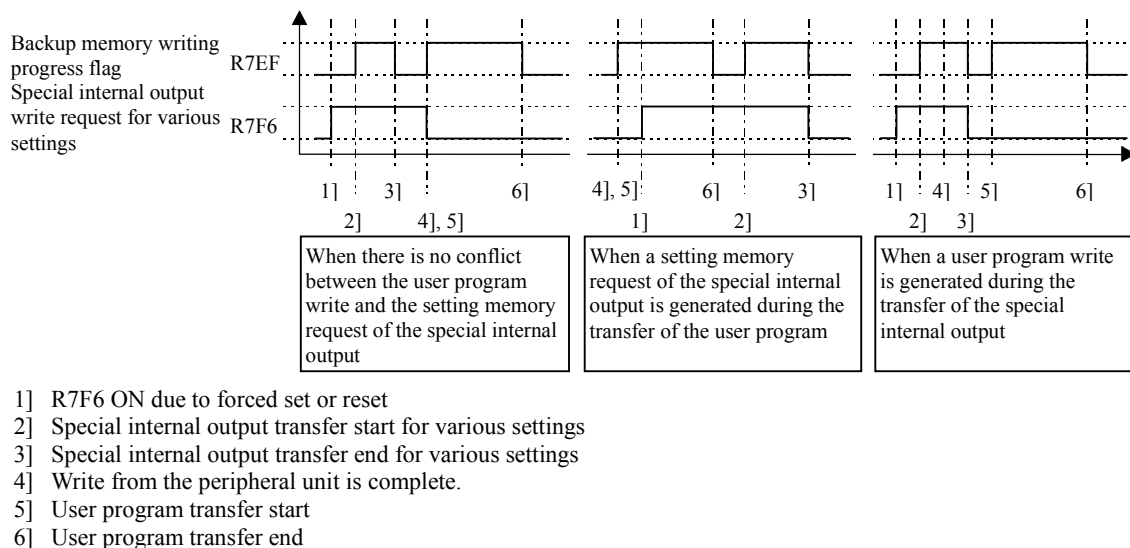 Backup memory writing
progress flag
R7EF
Special internal output
write request for various
settings
R7F6
1] 3] 6]
2] 4], 5]
4], 5] 6] 3]
1] 2]
1] 4] 5] 6]
2] 3]
When there is no conflict
between the user program
write and the setting memory
request of the special internal
output
When a setting memory
request of the special internal
output is generated during the
transfer of the user program
When a user program write
is generated during the
transfer of the special
internal output
1] R7F6 ON due to forced set or reset
2] Special internal output transfer start for various settings
3] Special internal output transfer end for various settings
4] Write from the peripheral unit is complete.
5] User program transfer start
6] User program transfer end